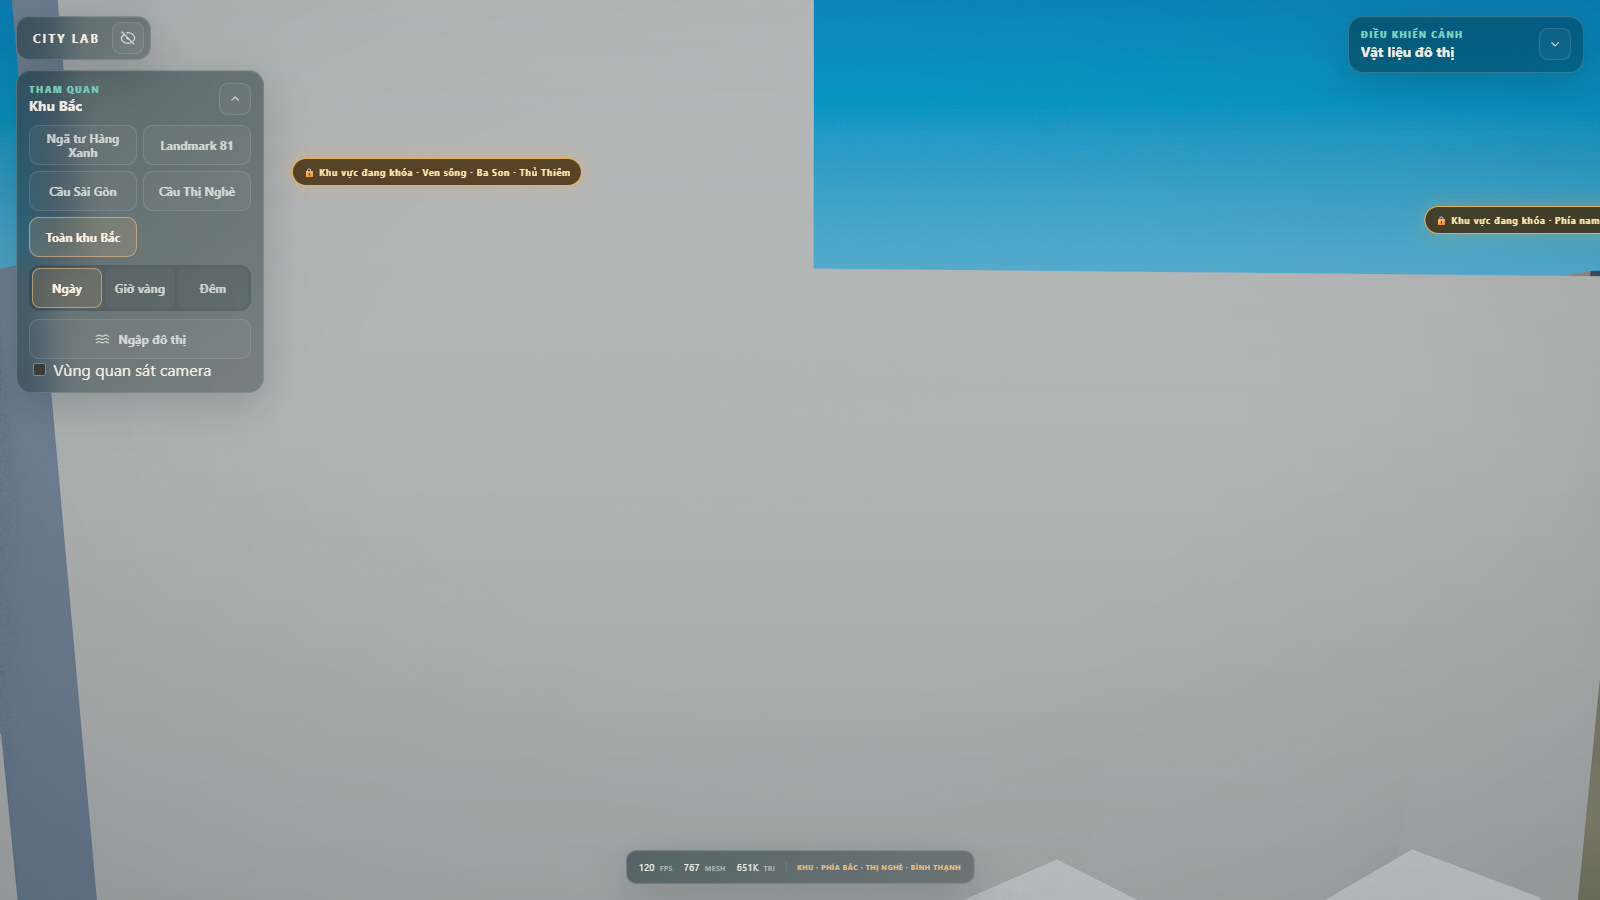 CITY LAB
THAM QUAN
Khu Bắc
Ngã tư Hàng
Xanh
Landmark 81
Cầu Sài Gòn
Cầu Thị Nghè
Toàn khu Bắc
Ngày
Giờ vàng
Đêm
Ngập đô thị
Vùng quan sát camera
Khu vực đang khóa · Ven sông · Ba Son · Thủ Thiêm
ĐIỀU KHIỂN CẢNH
Vật liệu đô thị
Khu vực đang khóa · Phía nam
120 FPS 767 MESH 651K TRI KHU · PHÍA BẮC · THỊ NGHÈ · BÌNH THẠNH